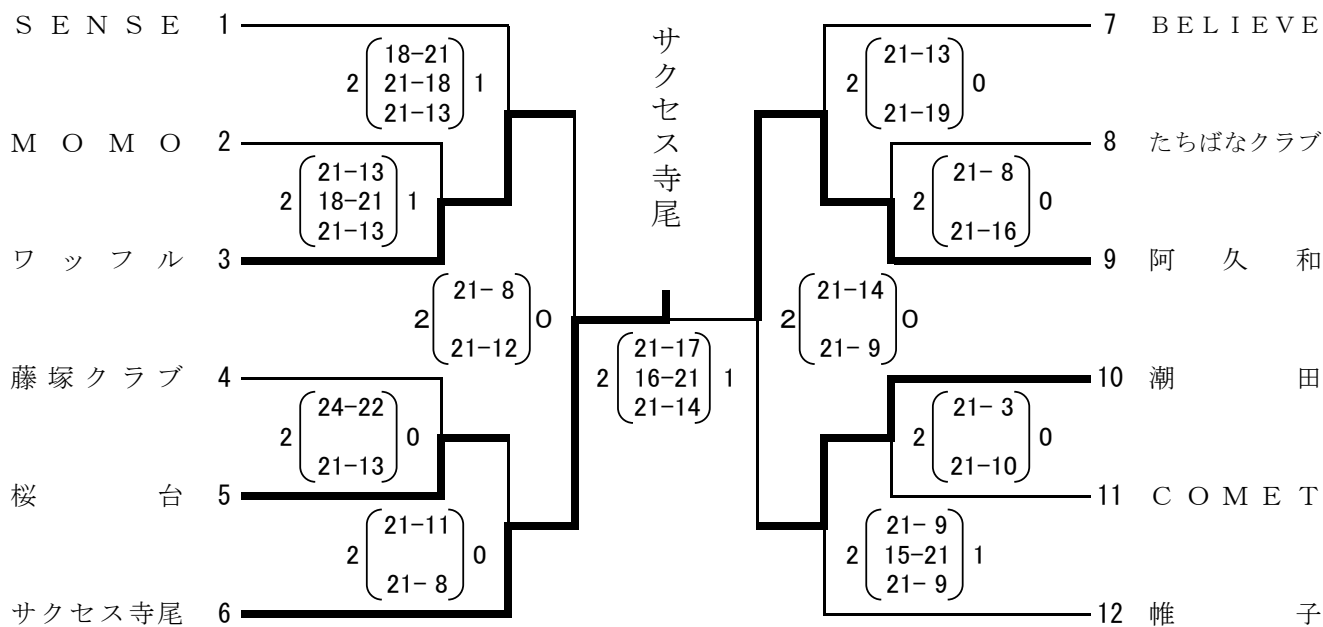 SENSE 1
18-21
2 21-18 1
21-13
MOMO 2
21-13
2 18-21 1
21-13
ワッフル 3
21- 8
2 0
21-12
藤塚クラブ 4
24-22
2 0
21-13
桜台 5
21-11
2 0
21- 8
サクセス寺尾 6
サクセス寺尾
21-17
2 16-21 1
21-14
7 BELIEVE
21-13
2 0
21-19
8 たちばなクラブ
21- 8
2 0
21-16
9 阿久和
21-14
2 0
21- 9
10 潮田
21- 3
2 0
21-10
11 COMET
21- 9
2 15-21 1
21- 9
12 帷子